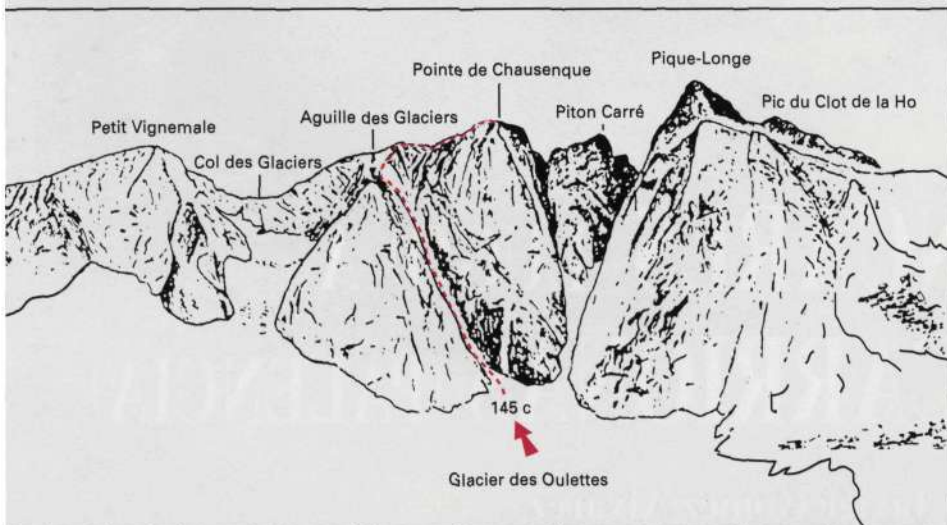 Pique-Longe
Pointe de Chausenque
Pic du Clot de la Ho
Aguille des Glaciers
Piton Carré
Petit Vignemale
Col des Glaciers
145 c
Glacier des Oulettes